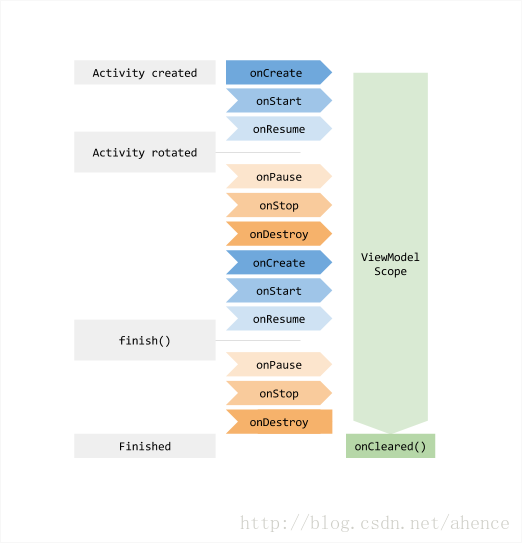 Activity created
onCreate
onStart
onResume
Activity rotated
onPause
onStop
onDestroy
onCreate
onStart
onResume
finish()
onPause
onStop
onDestroy
Finished
ViewModel
Scope
onCleared()
http://blog.csdn.net/ahence